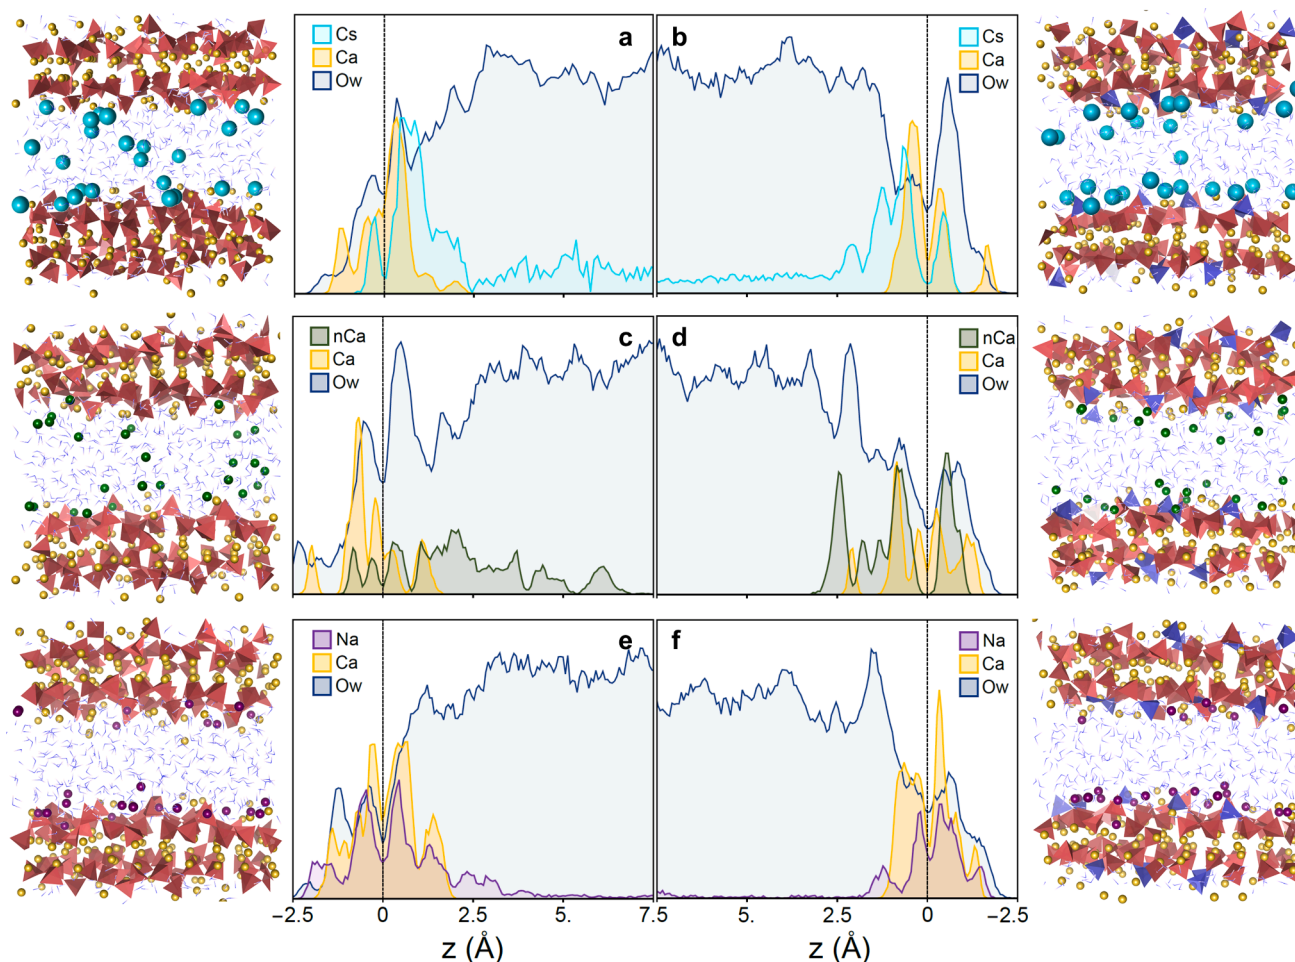 a
Cs
Ca
Ow
b
Cs
Ca
Ow
c
nCa
Ca
Ow
d
nCa
Ca
Ow
e
Na
Ca
Ow
f
Na
Ca
Ow
−2.5 0 2.5 5. 7.5 5. 2.5 0 −2.5
z (Å) z (Å)